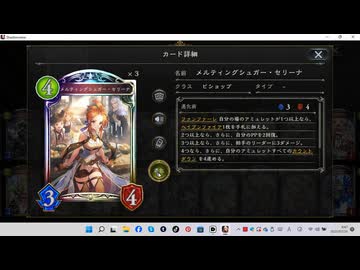 Shadowverse
カード詳細
メルティングシュガー・セリーナ
4
×3
3
4
名前
メルティングシュガー・セリーナ
クラス
ビショップ
タイプ
-
進化前
3
4
ファンファーレ 自分の場のアミュレットが1つ以上なら、
ヘイブンファイア1枚を手札に加える。
2つ以上なら、さらに、自分のPPを2回復。
3つ以上なら、さらに、相手のリーダーに3ダメージ。
4つなら、さらに、自分のアミュレットすべてのカウント
ダウン を4進める。